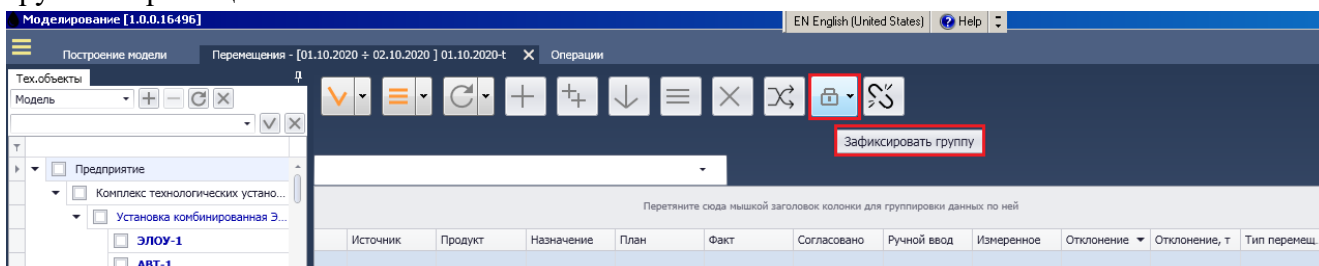 Моделирование [1.0.0.16496]
EN English (United States) Help
Построение модели Перемещения - [01.10.2020 ÷ 02.10.2020 ] 01.10.2020-t Операции
Тех.объекты
Модель
Зафиксировать группу
Предприятие
Комплекс технологических устано...
Перетяните сюда мышкой заголовок колонки для группировки данных по ней
Установка комбинированная Э...
ЭЛОУ-1
Источник Продукт Назначение План Факт Согласовано Ручной ввод Измеренное Отклонение Отклонение, т Тип перемещ...
АВТ-1